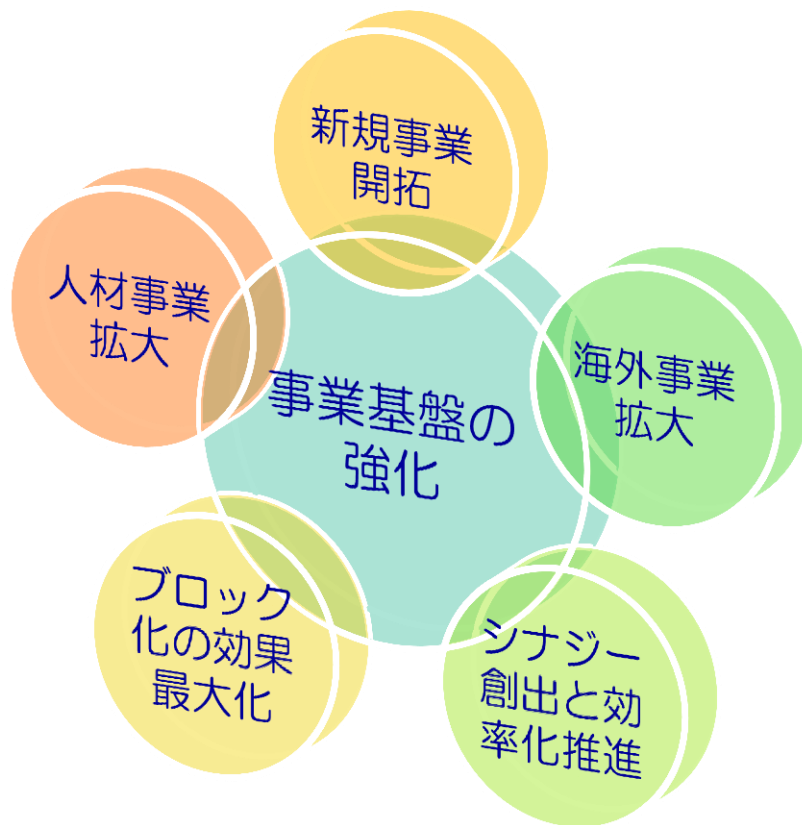 新規事業
開拓
人材事業
拡大
海外事業
拡大
事業基盤の
強化
ブロック
化の効果
最大化
シナジー
創出と効
率化推進